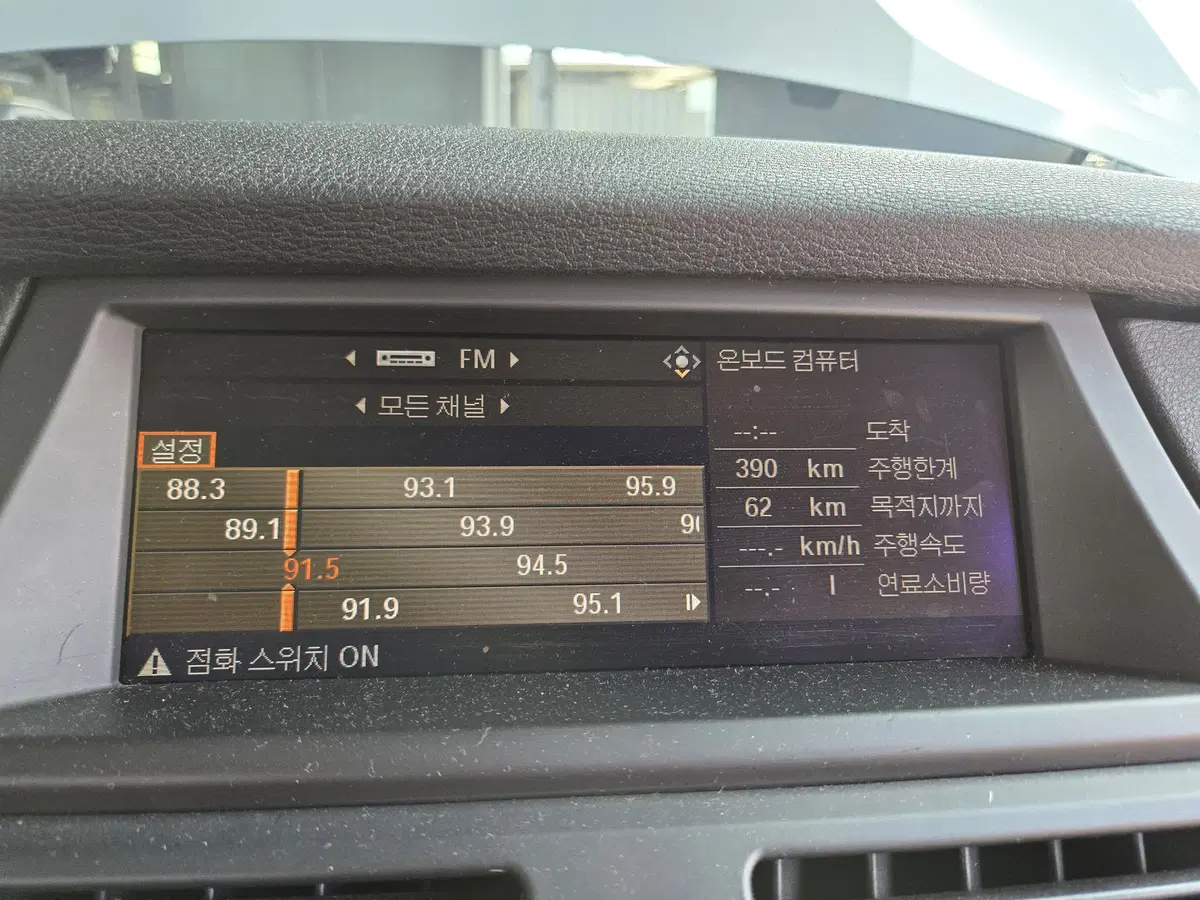 FM
모든 채널
설정
88.3 93.1 95.9
89.1 93.9
91.5 94.5
91.9 95.1
점화 스위치 ON
온보드 컴퓨터
--:-- 도착
390 km 주행한계
62 km 목적지까지
---.- km/h 주행속도
--.- l 연료소비량